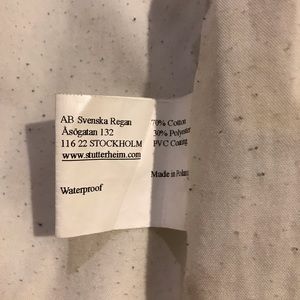 AB Svenska Regan
Åsögatan 132
116 22 STOCKHOLM
www.stutterheim.com
Waterproof
70% Cotton
30% Polyester
PVC Coating
Made in Poland